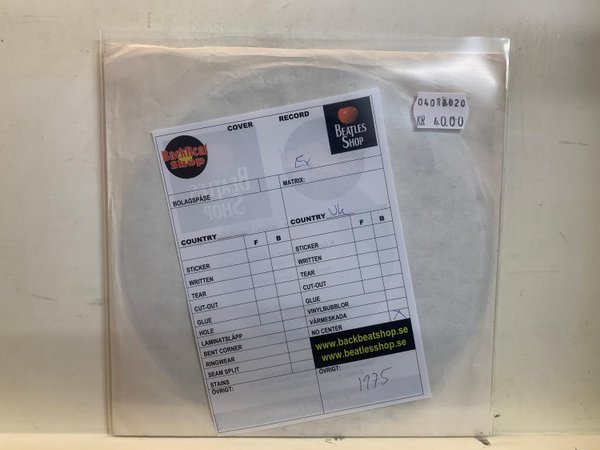 04082020
KR 40.00
COVER RECORD
BackBeat
shop
BEATLES
SHOP
Ex
BOLAGSPÅSE
MATRIX:
COUNTRY
F B
STICKER
WRITTEN
TEAR
CUT-OUT
GLUE
HOLE
LAMINATSLÄPP
BENT CORNER
RINGWEAR
SEAM SPLIT
STAINS
ÖVRIGT:
COUNTRY UK
F B
STICKER
WRITTEN
TEAR
CUT-OUT
GLUE
VINYLBUBBLOR
VÄRMESKADA
NO CENTER X
www.backbeatshop.se
www.beatlesshop.se
ÖVRIGT:
1975